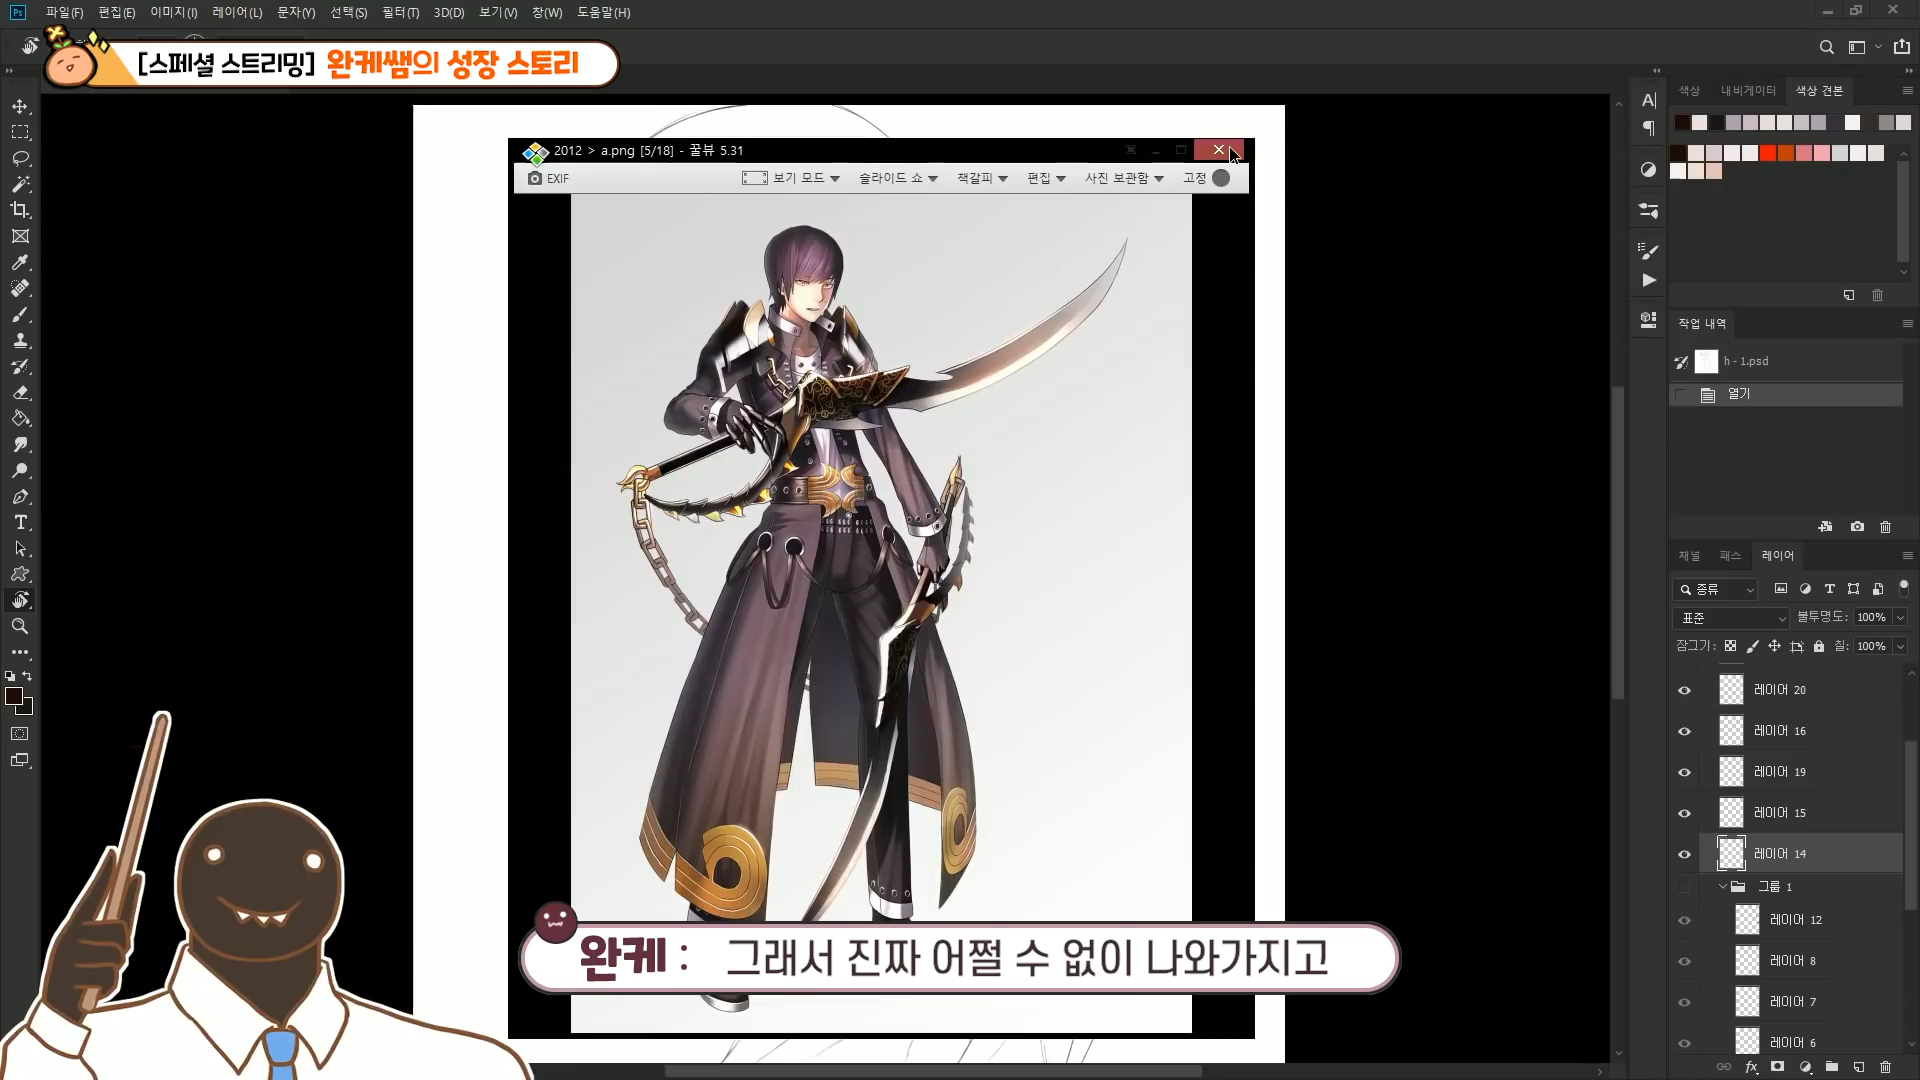 Ps 파일(F) 편집(E) 이미지(I) 레이어(L) 문자(Y) 선택(S) 필터(T) 3D(D) 보기(V) 창(W) 도움말(H)
[스페셜 스트리밍] 완케쌤의 성장 스토리
색상 내비게이터 색상 견본
2012 > a.png [5/18] - 꿀뷰 5.31
EXIF 보기 모드 슬라이드 쇼 책갈피 편집 사진 보관함 고정
작업 내역
h - 1.psd
열기
채널 패스 레이어
종류
표준 불투명도: 100%
잠그기: 칠: 100%
레이어 20
레이어 16
레이어 19
레이어 15
레이어 14
그룹 1
레이어 12
레이어 8
레이어 7
레이어 6
완케 : 그래서 진짜 어쩔 수 없이 나와가지고